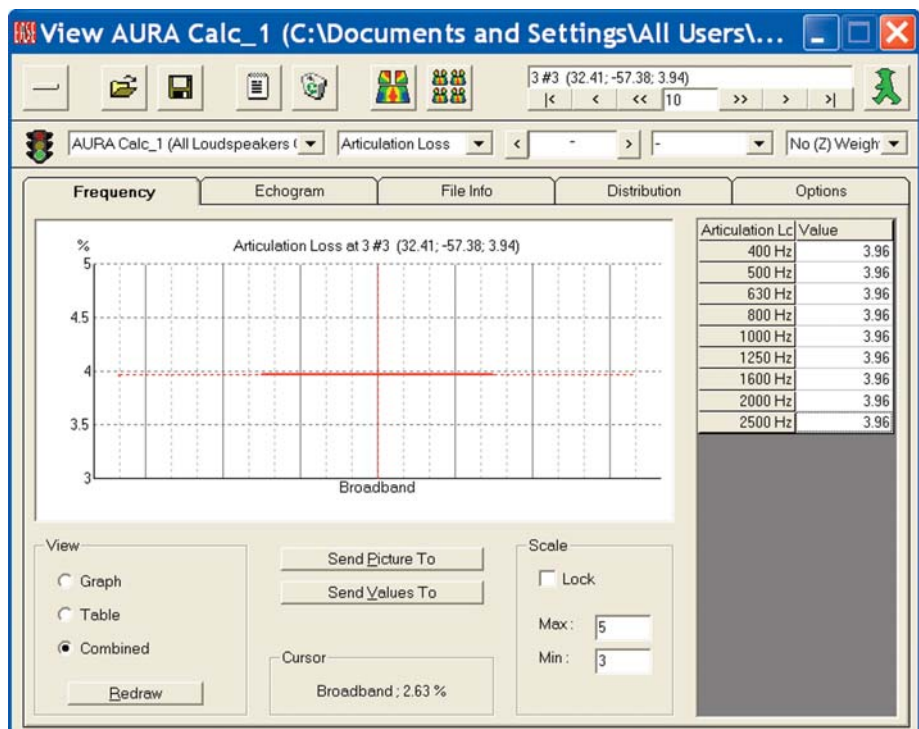 EASE View AURA Calc_1 (C:\Documents and Settings\All Users\...
3 #3 (32.41; -57.38; 3.94)
|< < << 10 >> > >|
AURA Calc_1 (All Loudspeakers ( Articulation Loss < - > - No (Z) Weigh
Frequency Echogram File Info Distribution Options
% Articulation Loss at 3 #3 (32.41; -57.38; 3.94)
5
4.5
4
3.5
3
Broadband
Articulation Lc Value
400 Hz 3.96
500 Hz 3.96
630 Hz 3.96
800 Hz 3.96
1000 Hz 3.96
1250 Hz 3.96
1600 Hz 3.96
2000 Hz 3.96
2500 Hz 3.96
View
Graph
Table
Combined
Redraw
Send Picture To
Send Values To
Cursor
Broadband ; 2.63 %
Scale
Lock
Max : 5
Min : 3